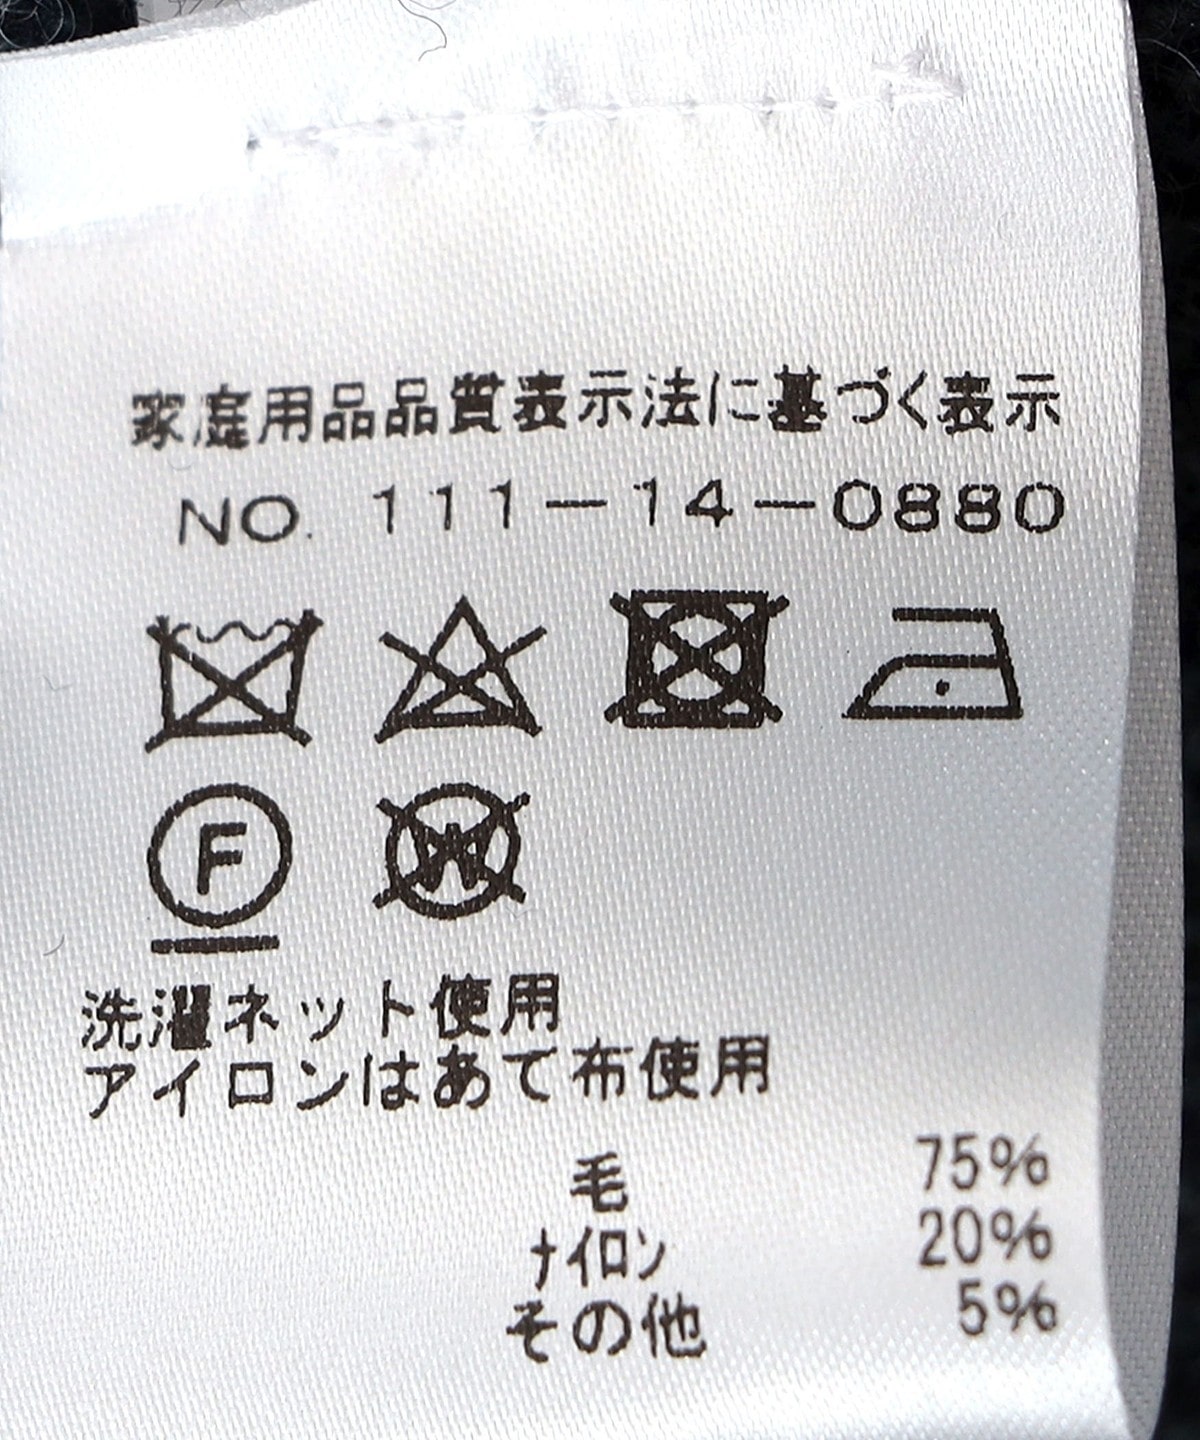 家庭用品品質表示法に基づく表示
NO. 111-14-0880
F
W
洗濯ネット使用
アイロンはあて布使用
毛 75%
ナイロン 20%
その他 5%